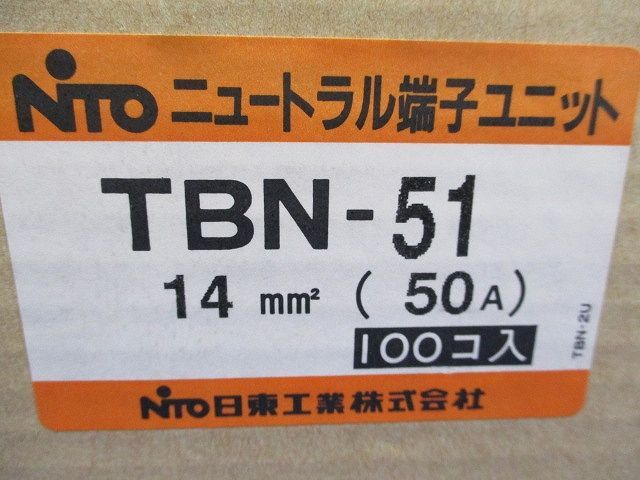 NITO ニュートラル端子ユニット
TBN-51
14 mm² ( 50A)
100コ入
TBN-2U
NITO 日東工業株式会社